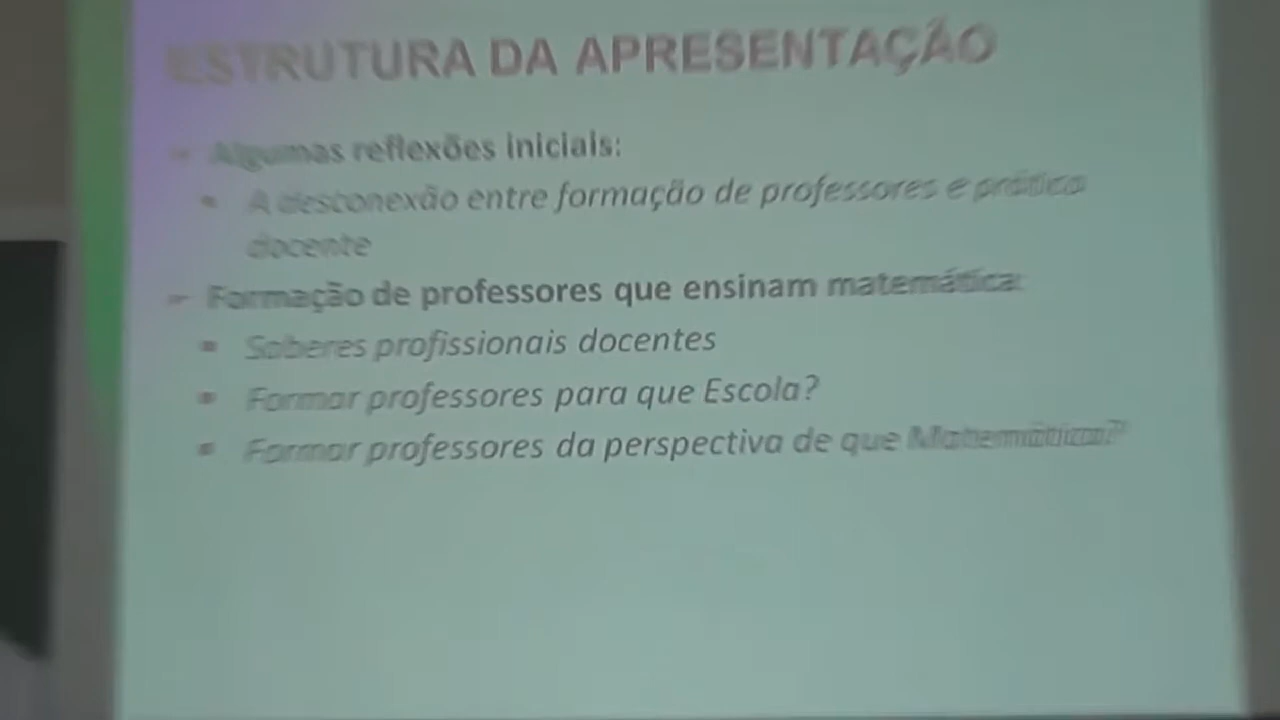 ESTRUTURA DA APRESENTAÇÃO
Algumas reflexões iniciais:
A desconexão entre formação de professores e prática
docente
Formação de professores que ensinam matemática:
Saberes profissionais docentes
Formar professores para que Escola?
Formar professores da perspectiva de que Matemática?